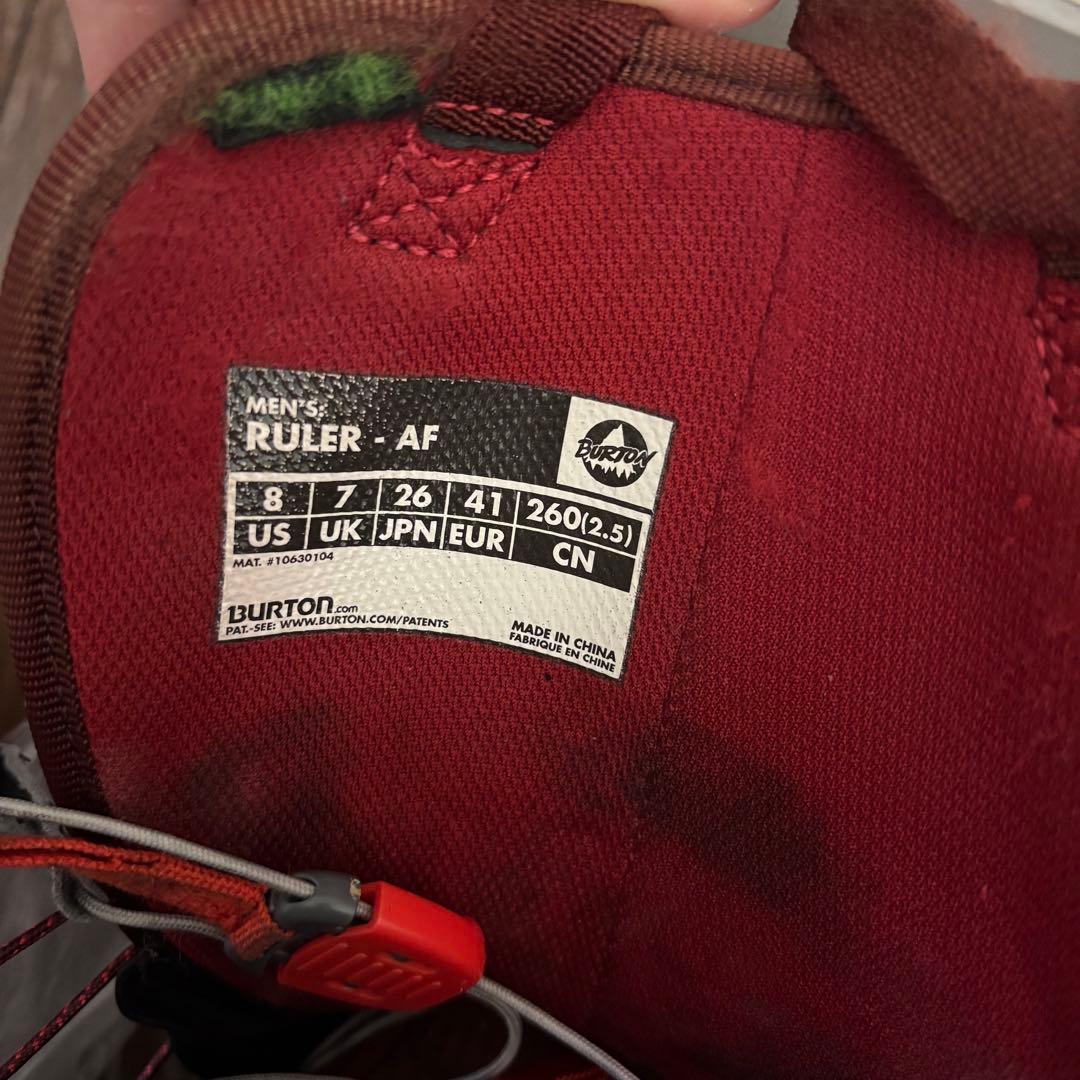 MEN'S:
RULER - AF
BURTON
8 7 26 41 260(2.5)
US UK JPN EUR CN
MAT. #10630104
BURTON.com
PAT.-SEE: WWW.BURTON.COM/PATENTS
MADE IN CHINA
FABRIQUE EN CHINE